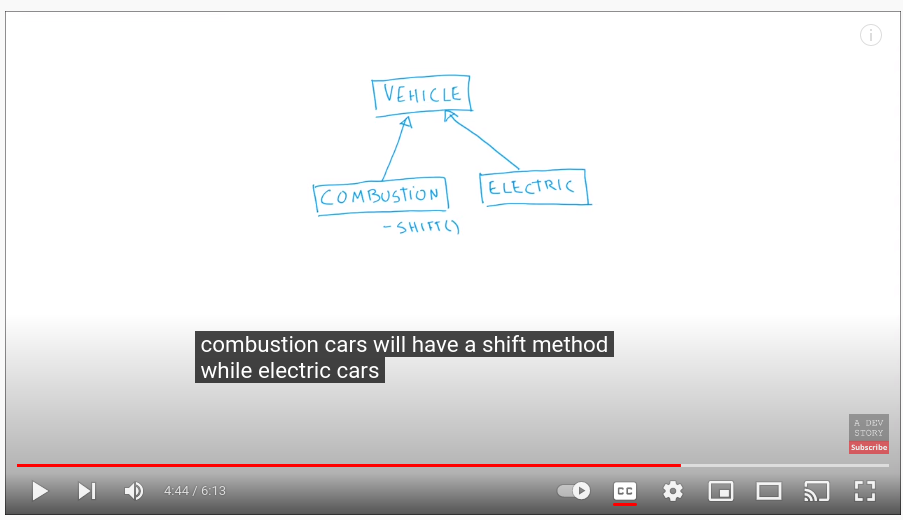 VEHICLE
COMBUSTION
ELECTRIC
- SHIFT()
combustion cars will have a shift method
while electric cars
A DEV
STORY
Subscribe
4:44 / 6:13
CC